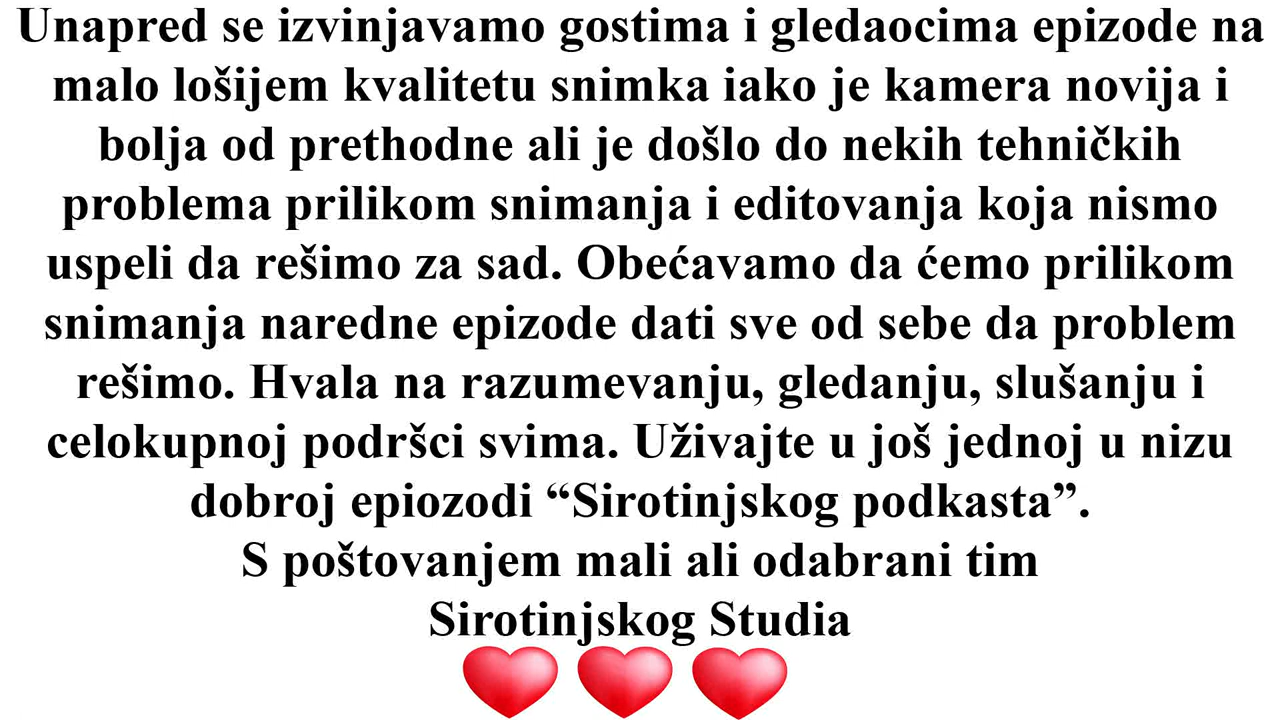 Unapred se izvinjavamo gostima i gledaocima epizode na
malo lošijem kvalitetu snimka iako je kamera novija i
bolja od prethodne ali je došlo do nekih tehničkih
problema prilikom snimanja i editovanja koja nismo
uspeli da rešimo za sad. Obećavamo da ćemo prilikom
snimanja naredne epizode dati sve od sebe da problem
rešimo. Hvala na razumevanju, gledanju, slušanju i
celokupnoj podršci svima. Uživajte u još jednoj u nizu
dobroj epiozodi “Sirotinjskog podkasta”.
S poštovanjem mali ali odabrani tim
Sirotinjskog Studia